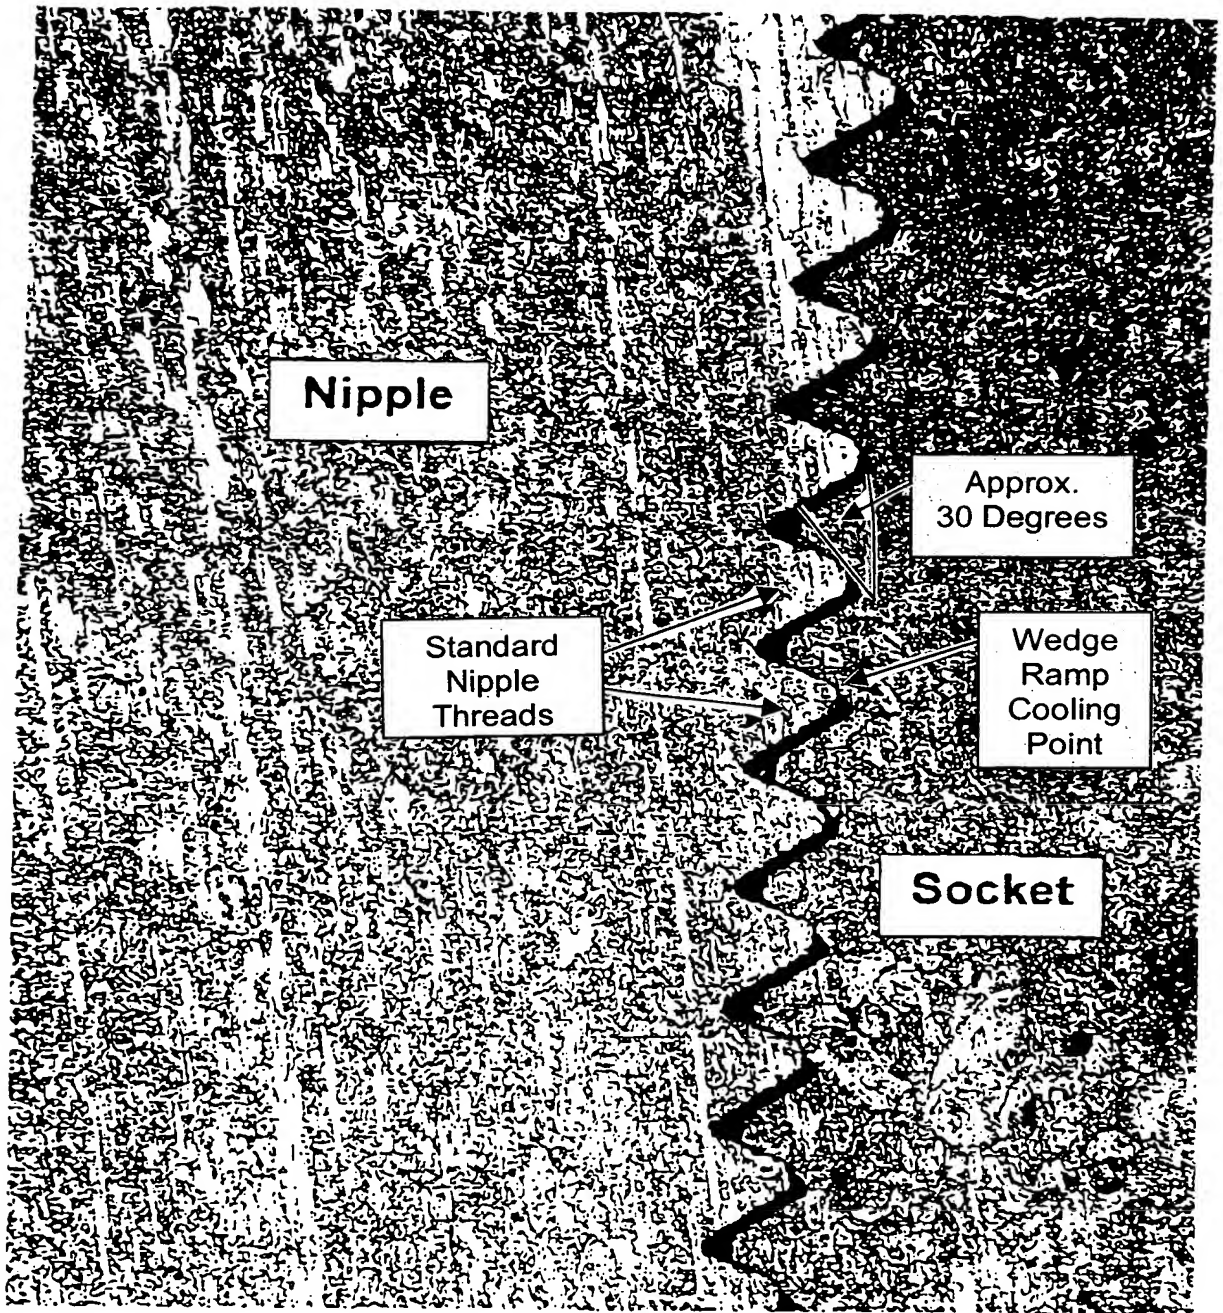 Nipple
Approx.
30 Degrees
Standard
Nipple
Threads
Wedge
Ramp
Cooling
Point
Socket